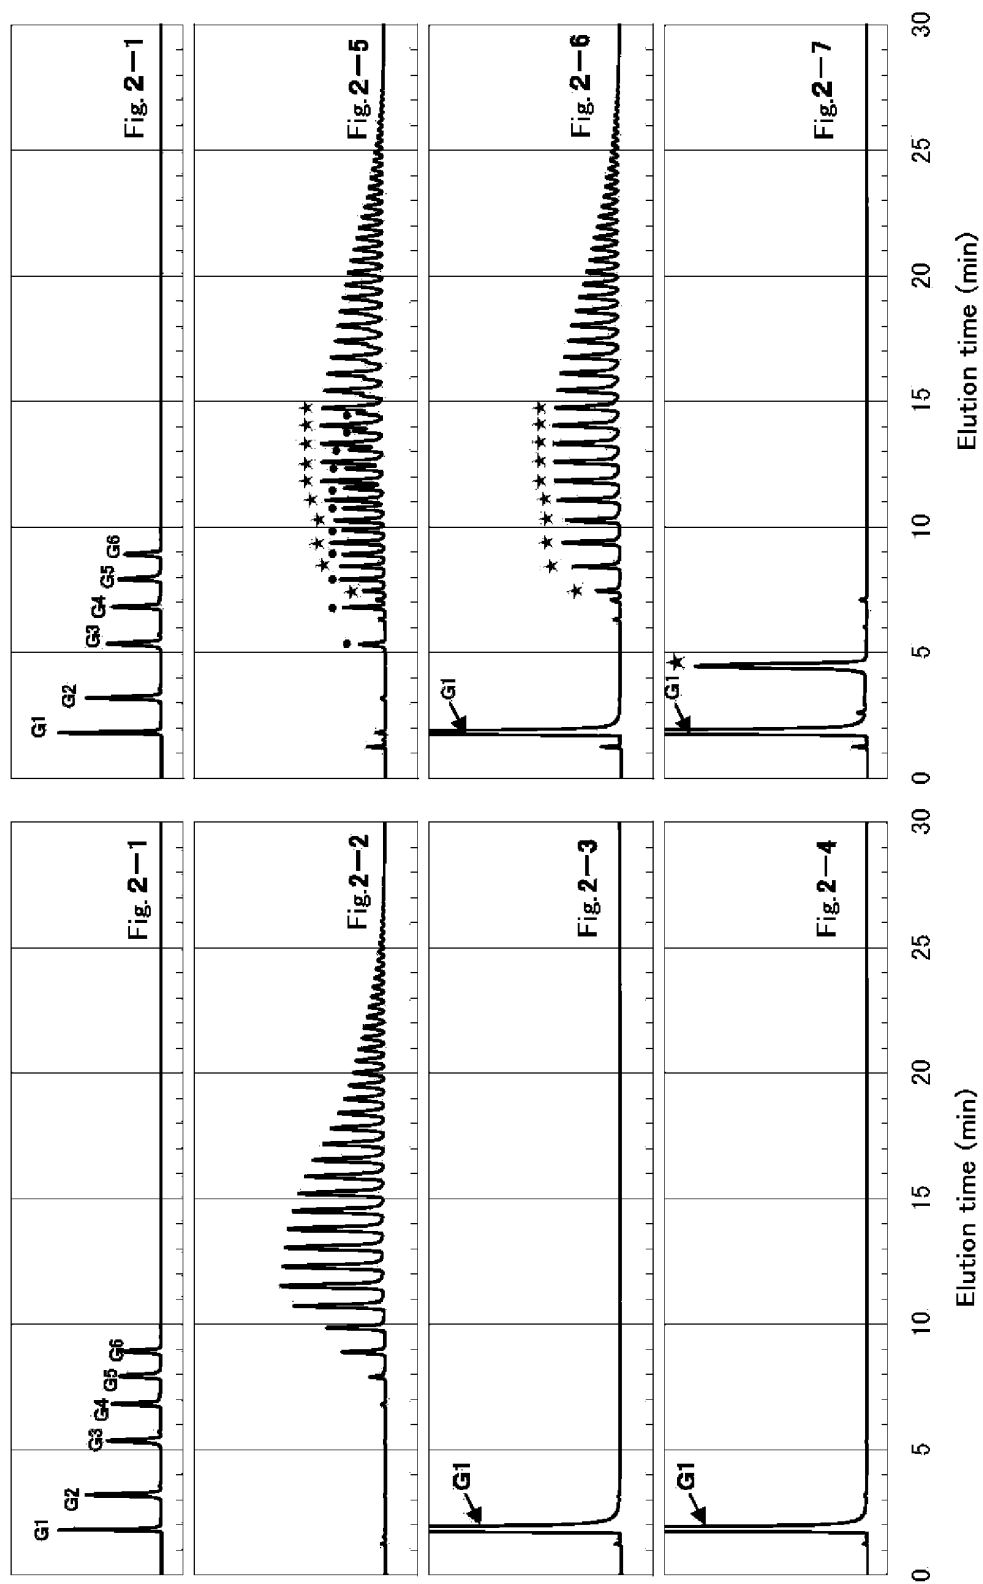 G1 G2 G3 G4 G5 G6
Fig. 2-1
Fig. 2-2
G1
Fig. 2-3
G1
Fig. 2-4
0 5 10 15 20 25 30
Elution time (min)
G1 G2 G3 G4 G5 G6
Fig. 2-1
Fig. 2-5
G1
Fig. 2-6
G1
Fig. 2-7
0 5 10 15 20 25 30
Elution time (min)